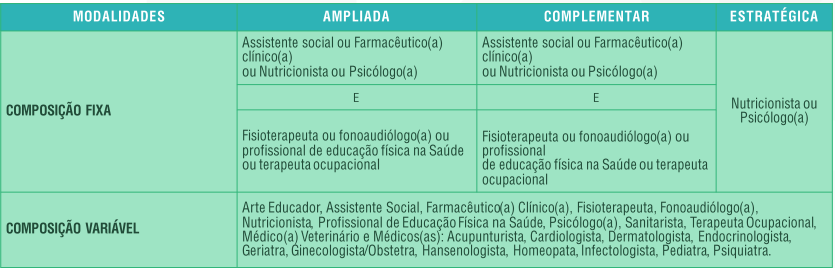 MODALIDADES
AMPLIADA
COMPLEMENTAR
ESTRATÉGICA
COMPOSIÇÃO FIXA
Assistente social ou Farmacêutico(a)
clínico(a)
ou Nutricionista ou Psicólogo(a)
E
Fisioterapeuta ou fonoaudiólogo(a) ou
profissional de educação física na Saúde
ou terapeuta ocupacional
Assistente social ou Farmacêutico(a)
clínico(a)
ou Nutricionista ou Psicólogo(a)
E
Fisioterapeuta ou fonoaudiólogo(a) ou
profissional
de educação física na Saúde ou terapeuta
ocupacional
Nutricionista ou
Psicólogo(a)
COMPOSIÇÃO VARIÁVEL
Arte Educador, Assistente Social, Farmacêutico(a) Clínico(a), Fisioterapeuta, Fonoaudiólogo(a),
Nutricionista, Profissional de Educação Física na Saúde, Psicólogo(a), Sanitarista, Terapeuta Ocupacional,
Médico(a) Veterinário e Médicos(as): Acupunturista, Cardiologista, Dermatologista, Endocrinologista,
Geriatra, Ginecologista/Obstetra, Hansenologista, Homeopata, Infectologista, Pediatra, Psiquiatra.